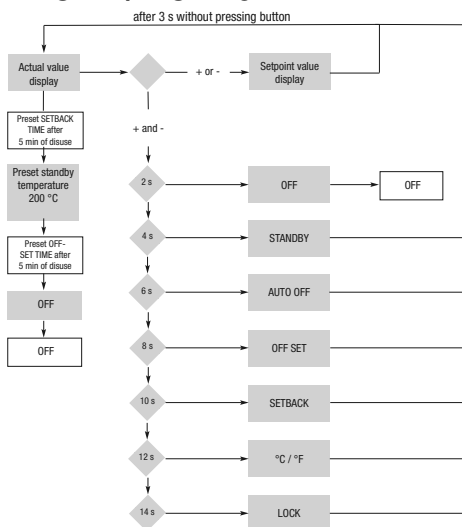 after 3 s without pressing button
Actual value
display
+ or -
Setpoint value
display
Preset SETBACK
TIME after
5 min of disuse
+ and -
Preset standby
temperature
200 °C
2 s
OFF
OFF
Preset OFF-
SET TIME after
5 min of disuse
4 s
STANDBY
OFF
6 s
AUTO OFF
OFF
8 s
OFF SET
10 s
SETBACK
12 s
°C / °F
14 s
LOCK